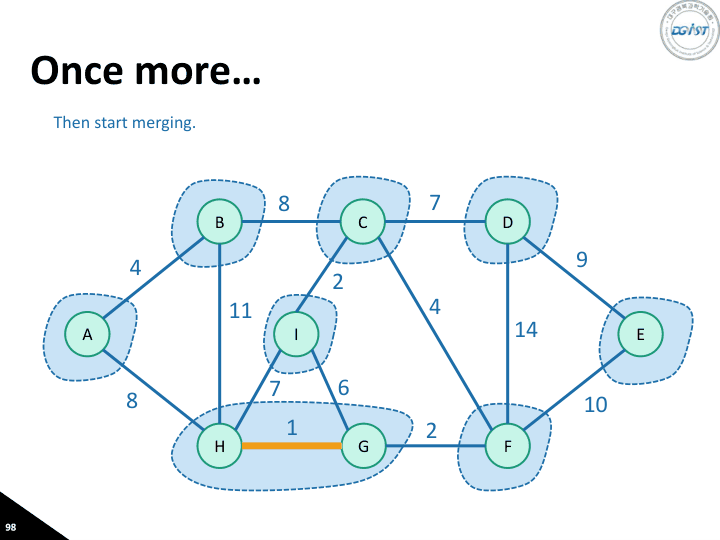 Once more…
Then start merging.
8
7
B
C
D
4
2
9
11
4
14
A
I
E
8
7
6
10
1
2
H
G
F
98
DGIST